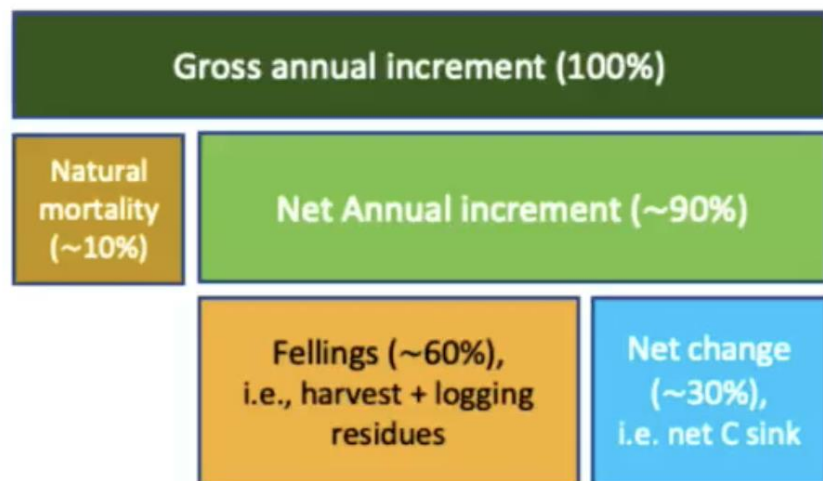 Gross annual increment (100%)
Natural
mortality
(~10%)
Net Annual increment (~90%)
Fellings (~60%),
i.e., harvest + logging
residues
Net change
(~30%),
i.e. net C sink